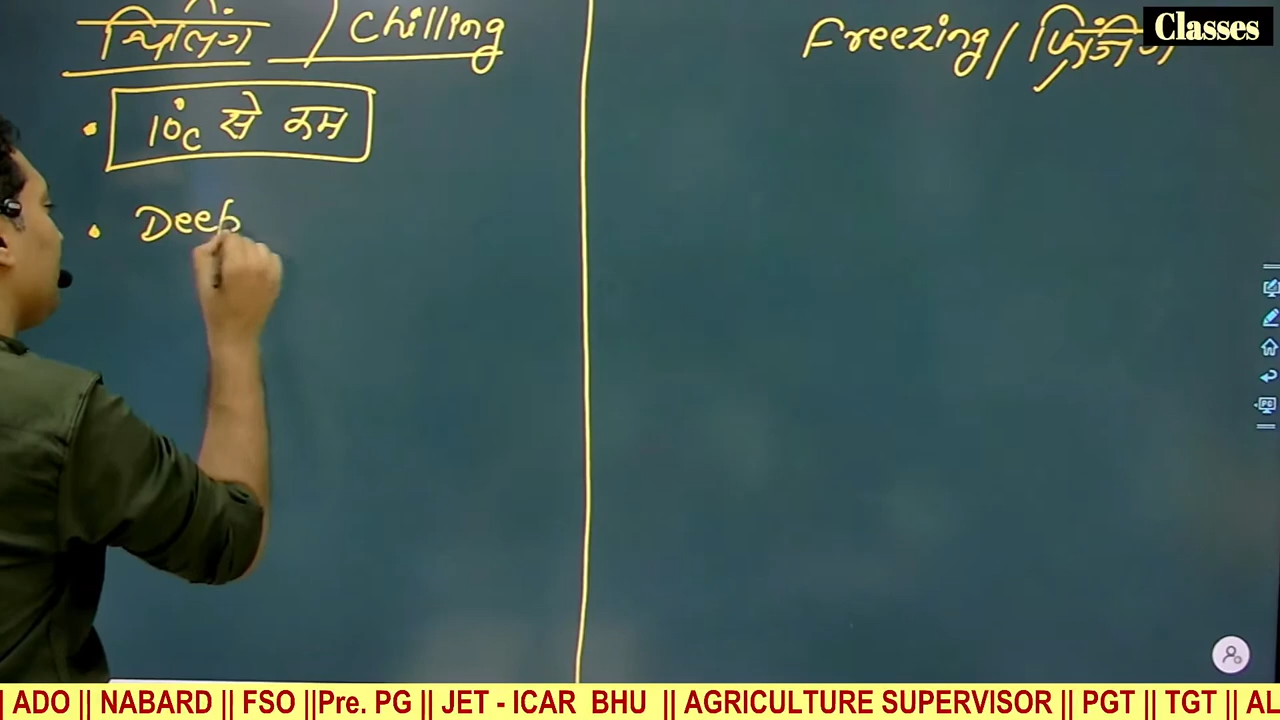 चिलिंग / Chilling
Freezing / फ्रिजिंग
Classes
• 10°C से कम
• Deep
| ADO || NABARD || FSO ||Pre. PG || JET - ICAR BHU || AGRICULTURE SUPERVISOR || PGT || TGT || AL